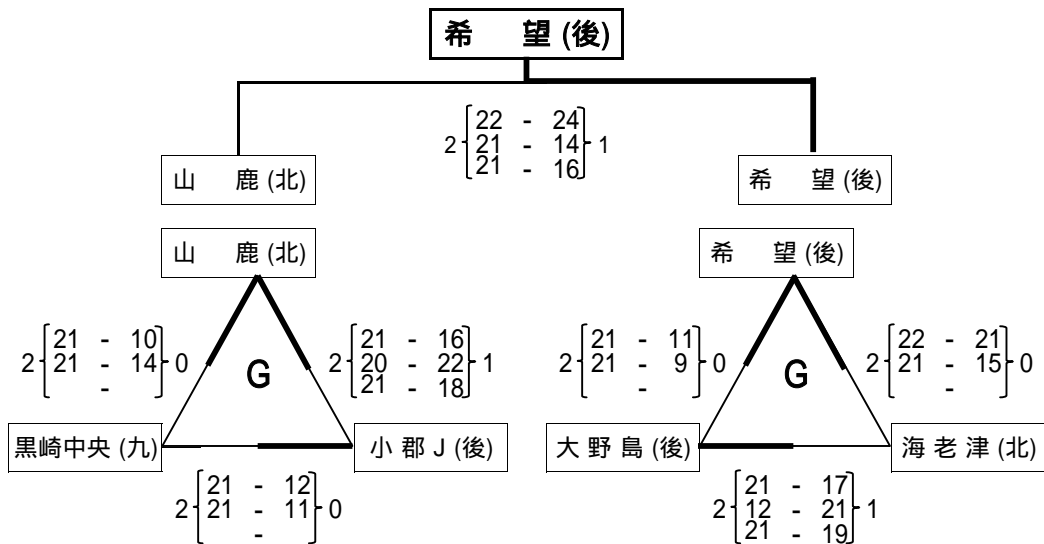 希 望 (後)
22 - 24
2 21 - 14 1
21 - 16
山 鹿 (北)
希 望 (後)
山 鹿 (北)
希 望 (後)
21 - 10
2 21 - 14 0
-
21 - 16
2 20 - 22 1
21 - 18
21 - 11
2 21 - 9 0
-
22 - 21
2 21 - 15 0
-
G
G
黒崎中央 (九)
小 郡 J (後)
大 野 島 (後)
海 老 津 (北)
21 - 12
2 21 - 11 0
-
21 - 17
2 12 - 21 1
21 - 19